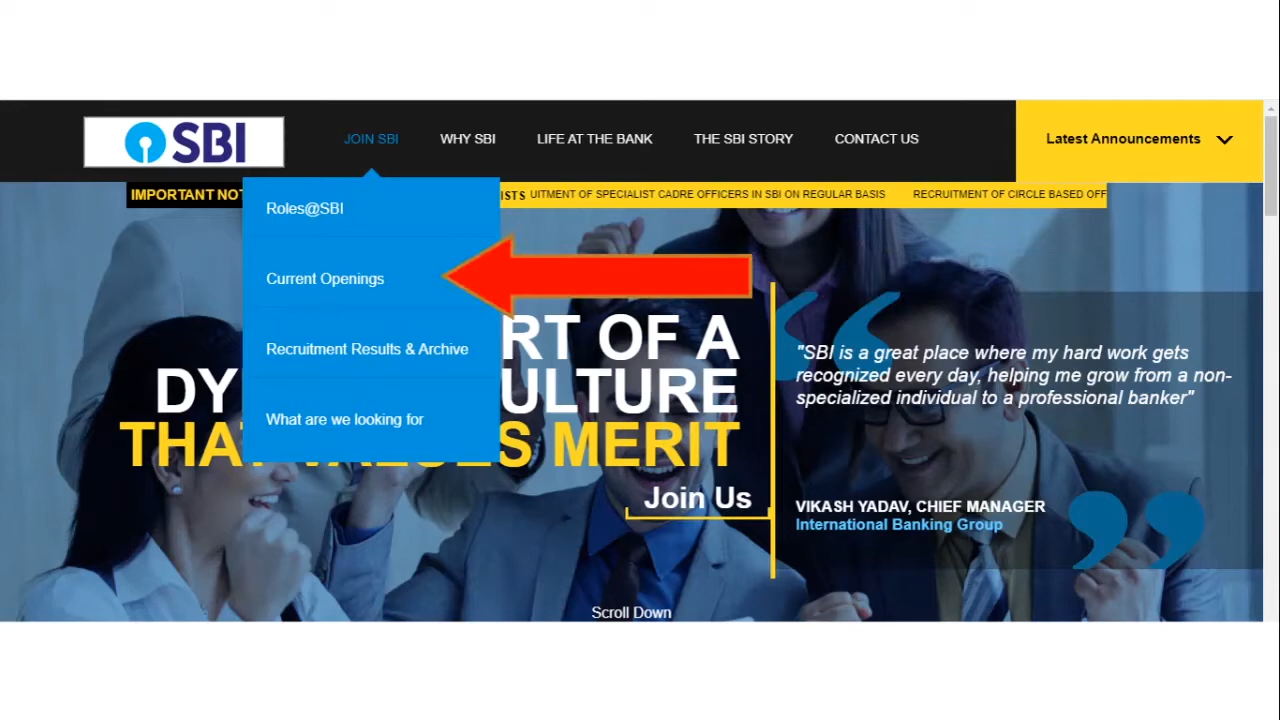 SBI
JOIN SBI
WHY SBI
LIFE AT THE BANK
THE SBI STORY
CONTACT US
Latest Announcements
IMPORTANT NOT
ISTS
UITMENT OF SPECIALIST CADRE OFFICERS IN SBI ON REGULAR BASIS
RECRUITMENT OF CIRCLE BASED OFF
Roles@SBI
Current Openings
Recruitment Results & Archive
What are we looking for
RT OF A
DY ULTURE
THA S MERIT
Join Us
"SBI is a great place where my hard work gets
recognized every day, helping me grow from a non-
specialized individual to a professional banker"
VIKASH YADAV, CHIEF MANAGER
International Banking Group
Scroll Down